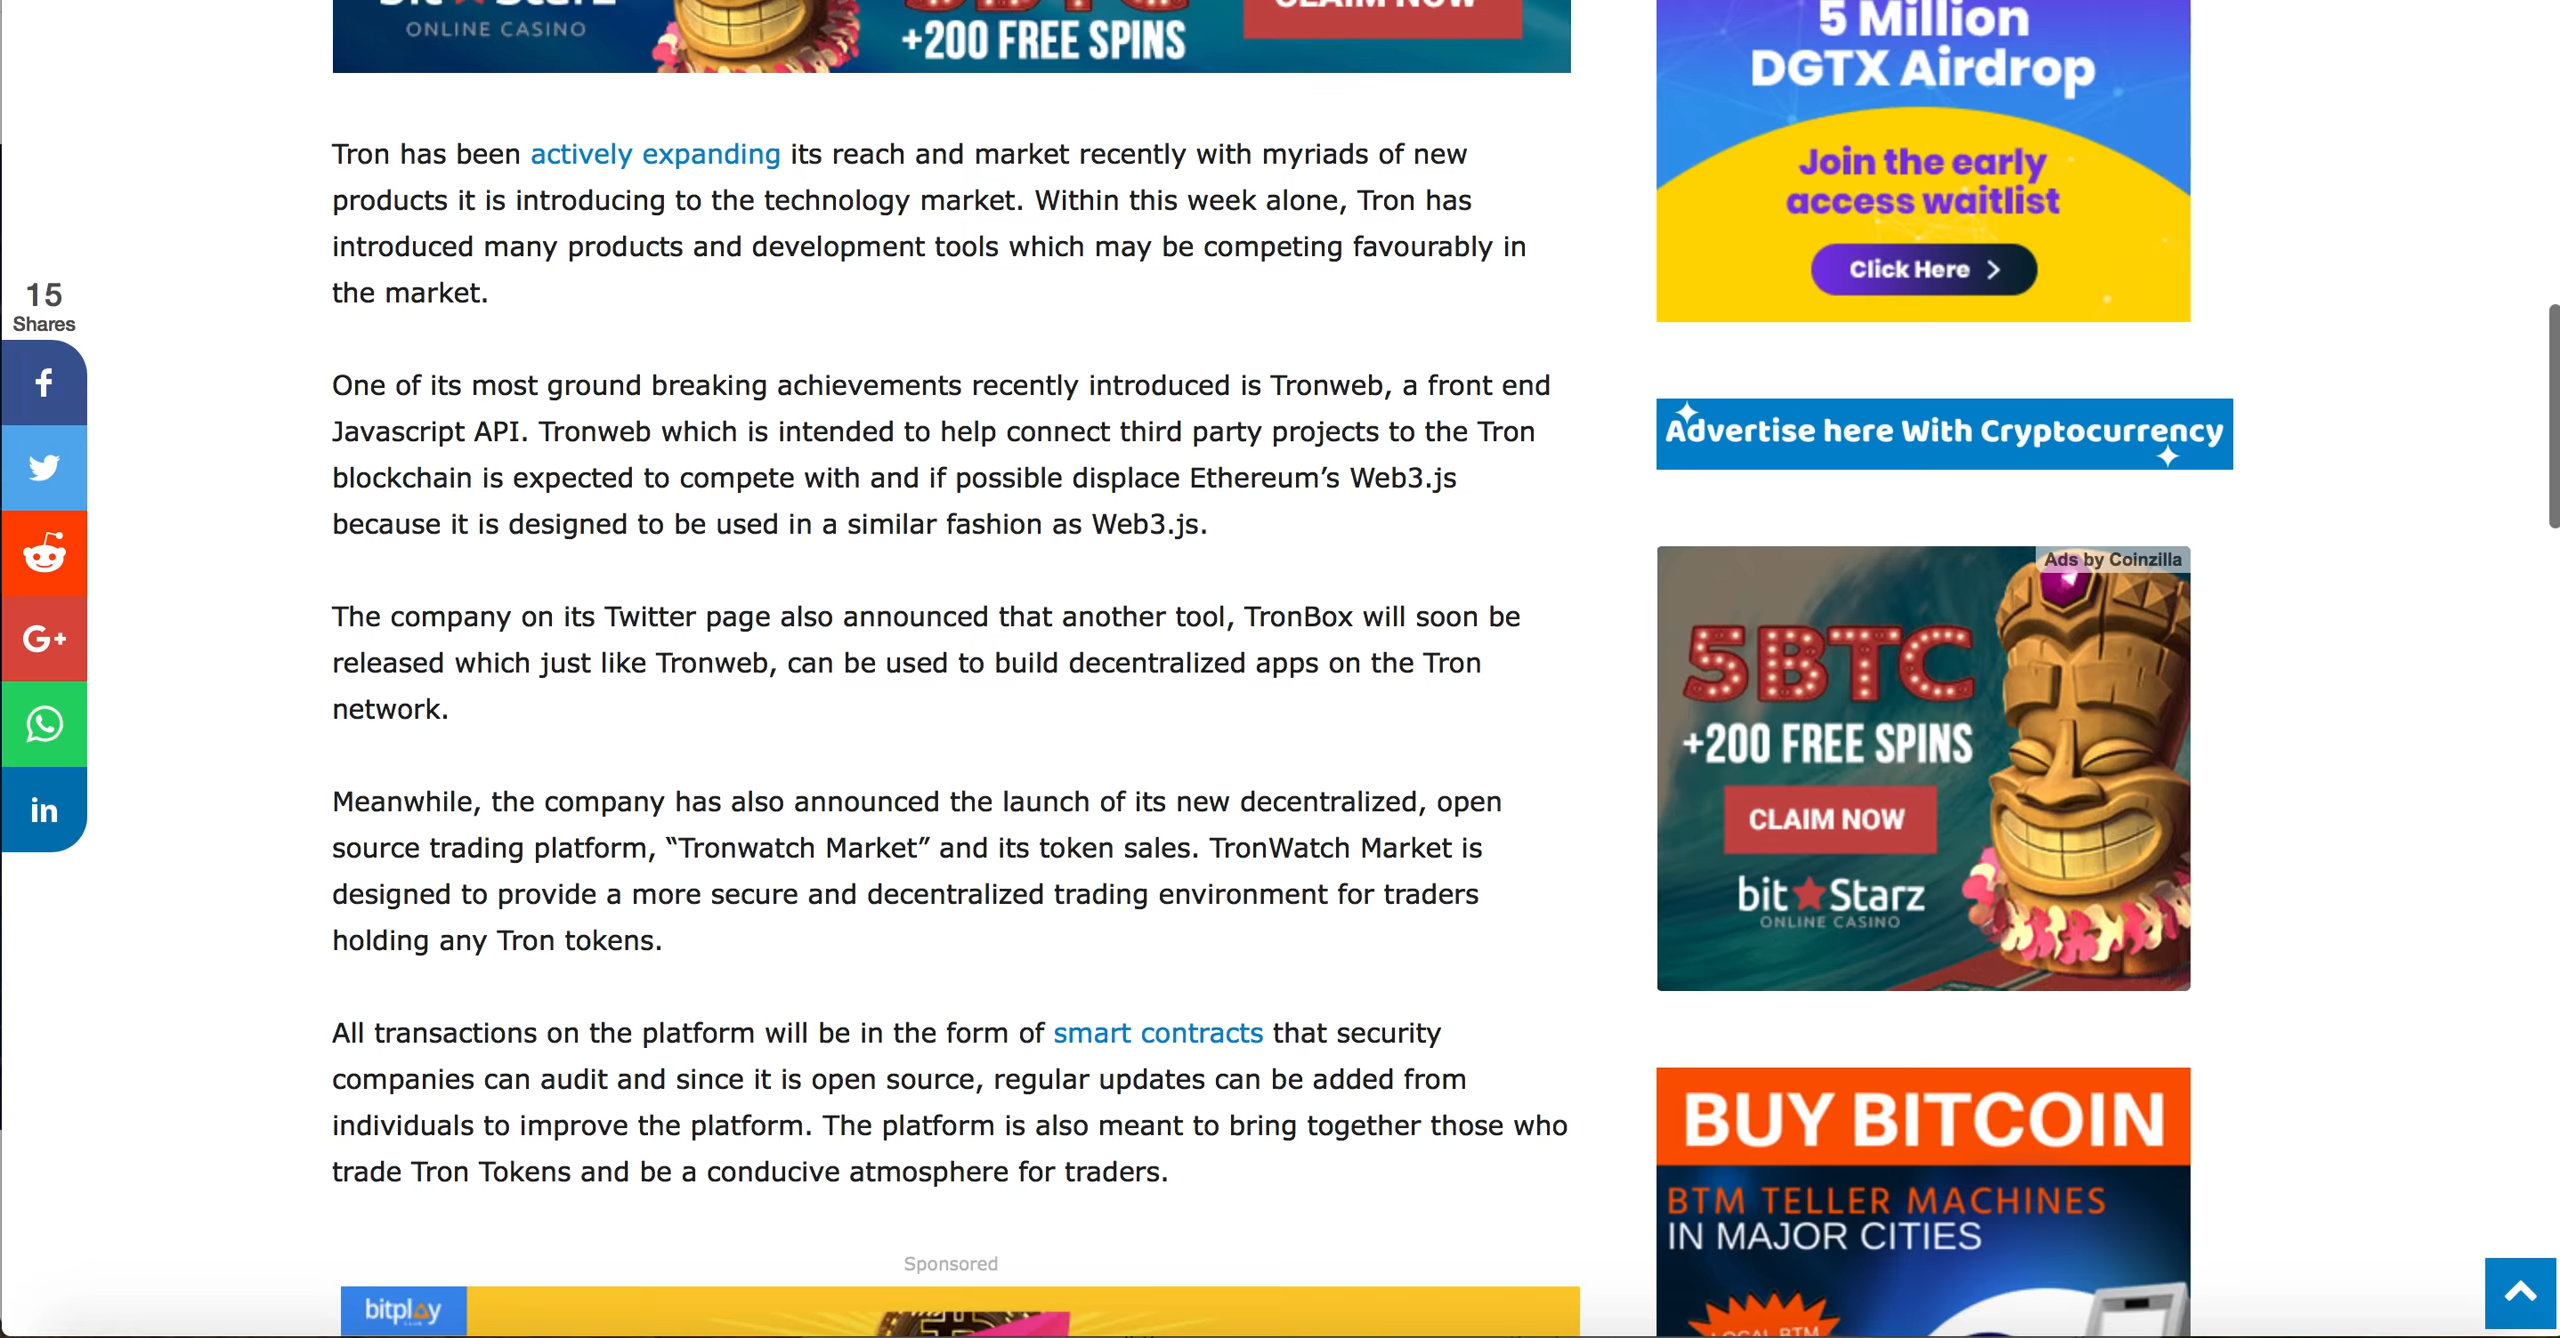 ONLINE CASINO
+200 FREE SPINS
Tron has been actively expanding its reach and market recently with myriads of new
products it is introducing to the technology market. Within this week alone, Tron has
introduced many products and development tools which may be competing favourably in
the market.
One of its most ground breaking achievements recently introduced is Tronweb, a front end
Javascript API. Tronweb which is intended to help connect third party projects to the Tron
blockchain is expected to compete with and if possible displace Ethereum’s Web3.js
because it is designed to be used in a similar fashion as Web3.js.
The company on its Twitter page also announced that another tool, TronBox will soon be
released which just like Tronweb, can be used to build decentralized apps on the Tron
network.
Meanwhile, the company has also announced the launch of its new decentralized, open
source trading platform, “Tronwatch Market” and its token sales. TronWatch Market is
designed to provide a more secure and decentralized trading environment for traders
holding any Tron tokens.
All transactions on the platform will be in the form of smart contracts that security
companies can audit and since it is open source, regular updates can be added from
individuals to improve the platform. The platform is also meant to bring together those who
trade Tron Tokens and be a conducive atmosphere for traders.
Sponsored
bitplay
15
Shares
f
G+
in
5 Million
DGTX Airdrop
Join the early
access waitlist
Click Here >
Advertise here With Cryptocurrency
Ads by Coinzilla
5BTC
+200 FREE SPINS
CLAIM NOW
bit Starz
ONLINE CASINO
BUY BITCOIN
BTM TELLER MACHINES
IN MAJOR CITIES
LOCAL BTM